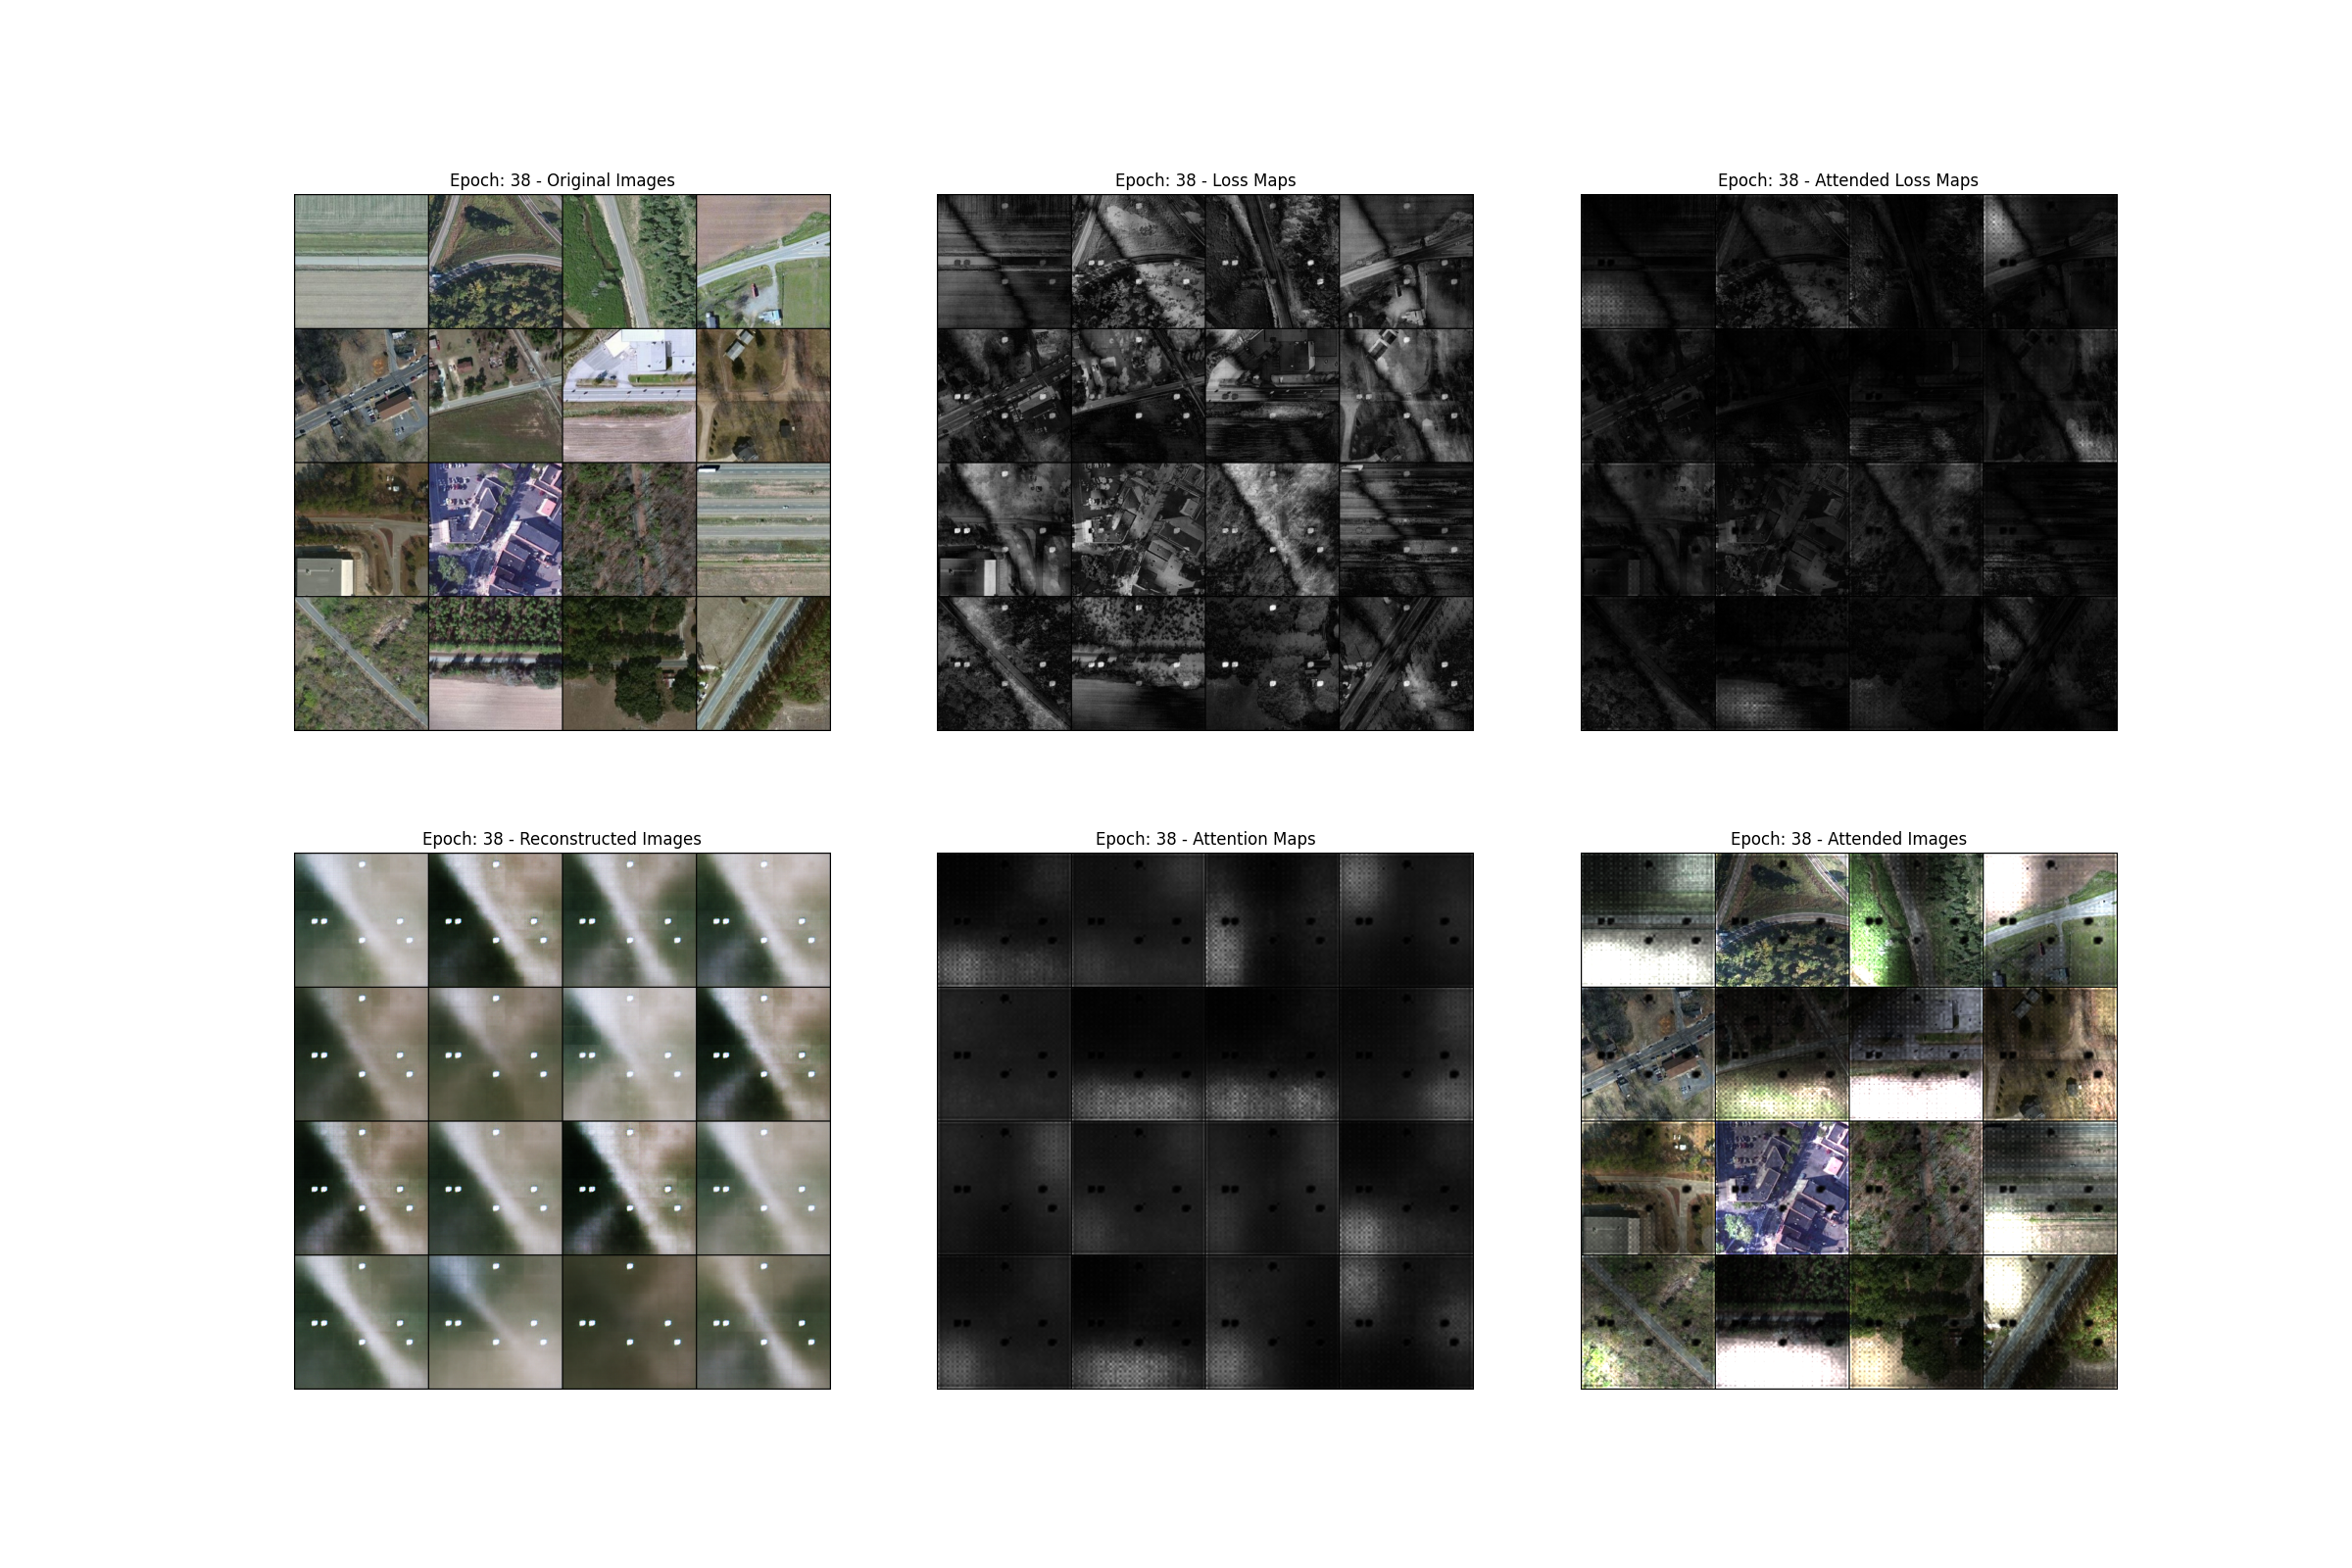 Epoch: 38 - Original Images
Epoch: 38 - Loss Maps
Epoch: 38 - Attended Loss Maps
Epoch: 38 - Reconstructed Images
Epoch: 38 - Attention Maps
Epoch: 38 - Attended Images